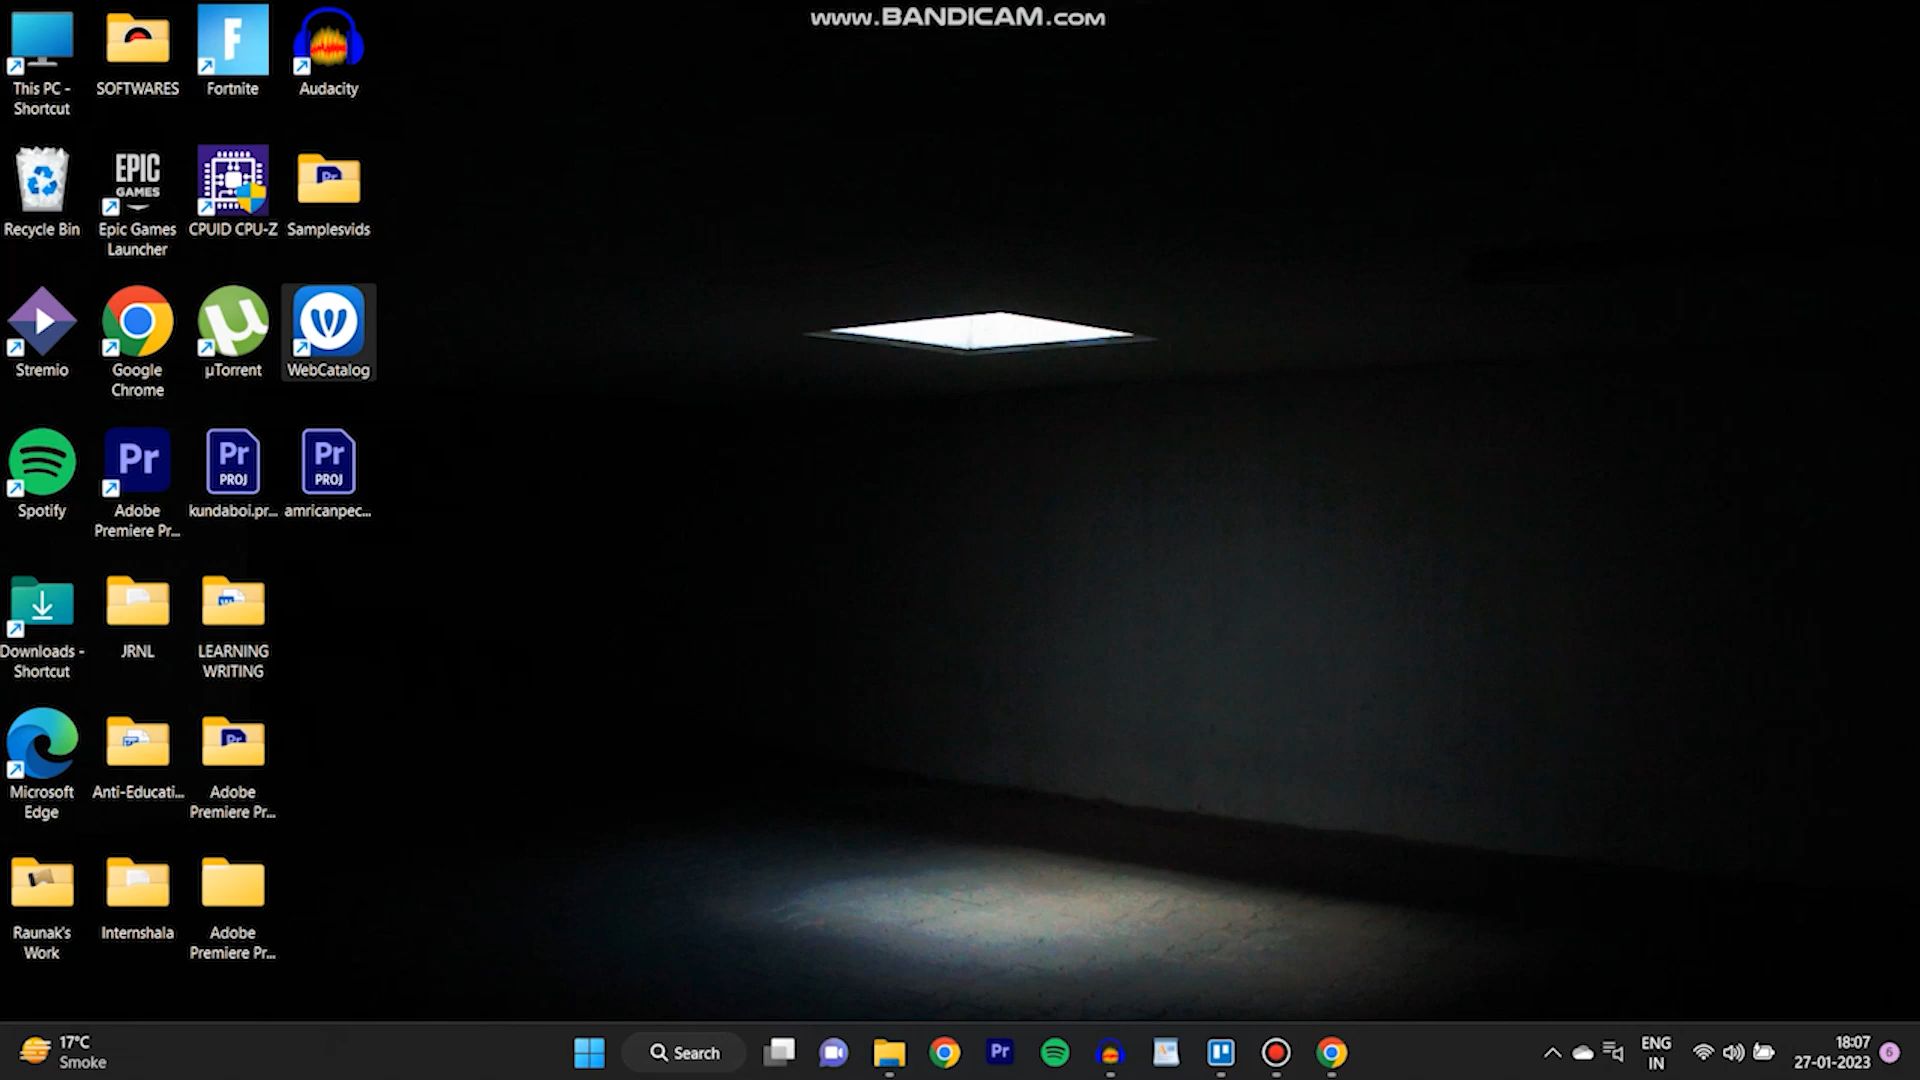 www.BANDICAM.com
This PC -
Shortcut
SOFTWARES
Fortnite
Audacity
Recycle Bin
EPIC
GAMES
Epic Games
Launcher
CPUID CPU-Z
Pr
Samplesvids
Stremio
Google
Chrome
µTorrent
WebCatalog
Spotify
Pr
Adobe
Premiere Pr...
Pr
PROJ
kundaboi.pr...
Pr
PROJ
amricanpec...
Downloads -
Shortcut
JRNL
LEARNING
WRITING
Microsoft
Edge
Anti-Educati...
Pr
Adobe
Premiere Pr...
Raunak's
Work
Internshala
Adobe
Premiere Pr...
17°C
Smoke
Search
Pr
ENG
IN
18:07
27-01-2023
6